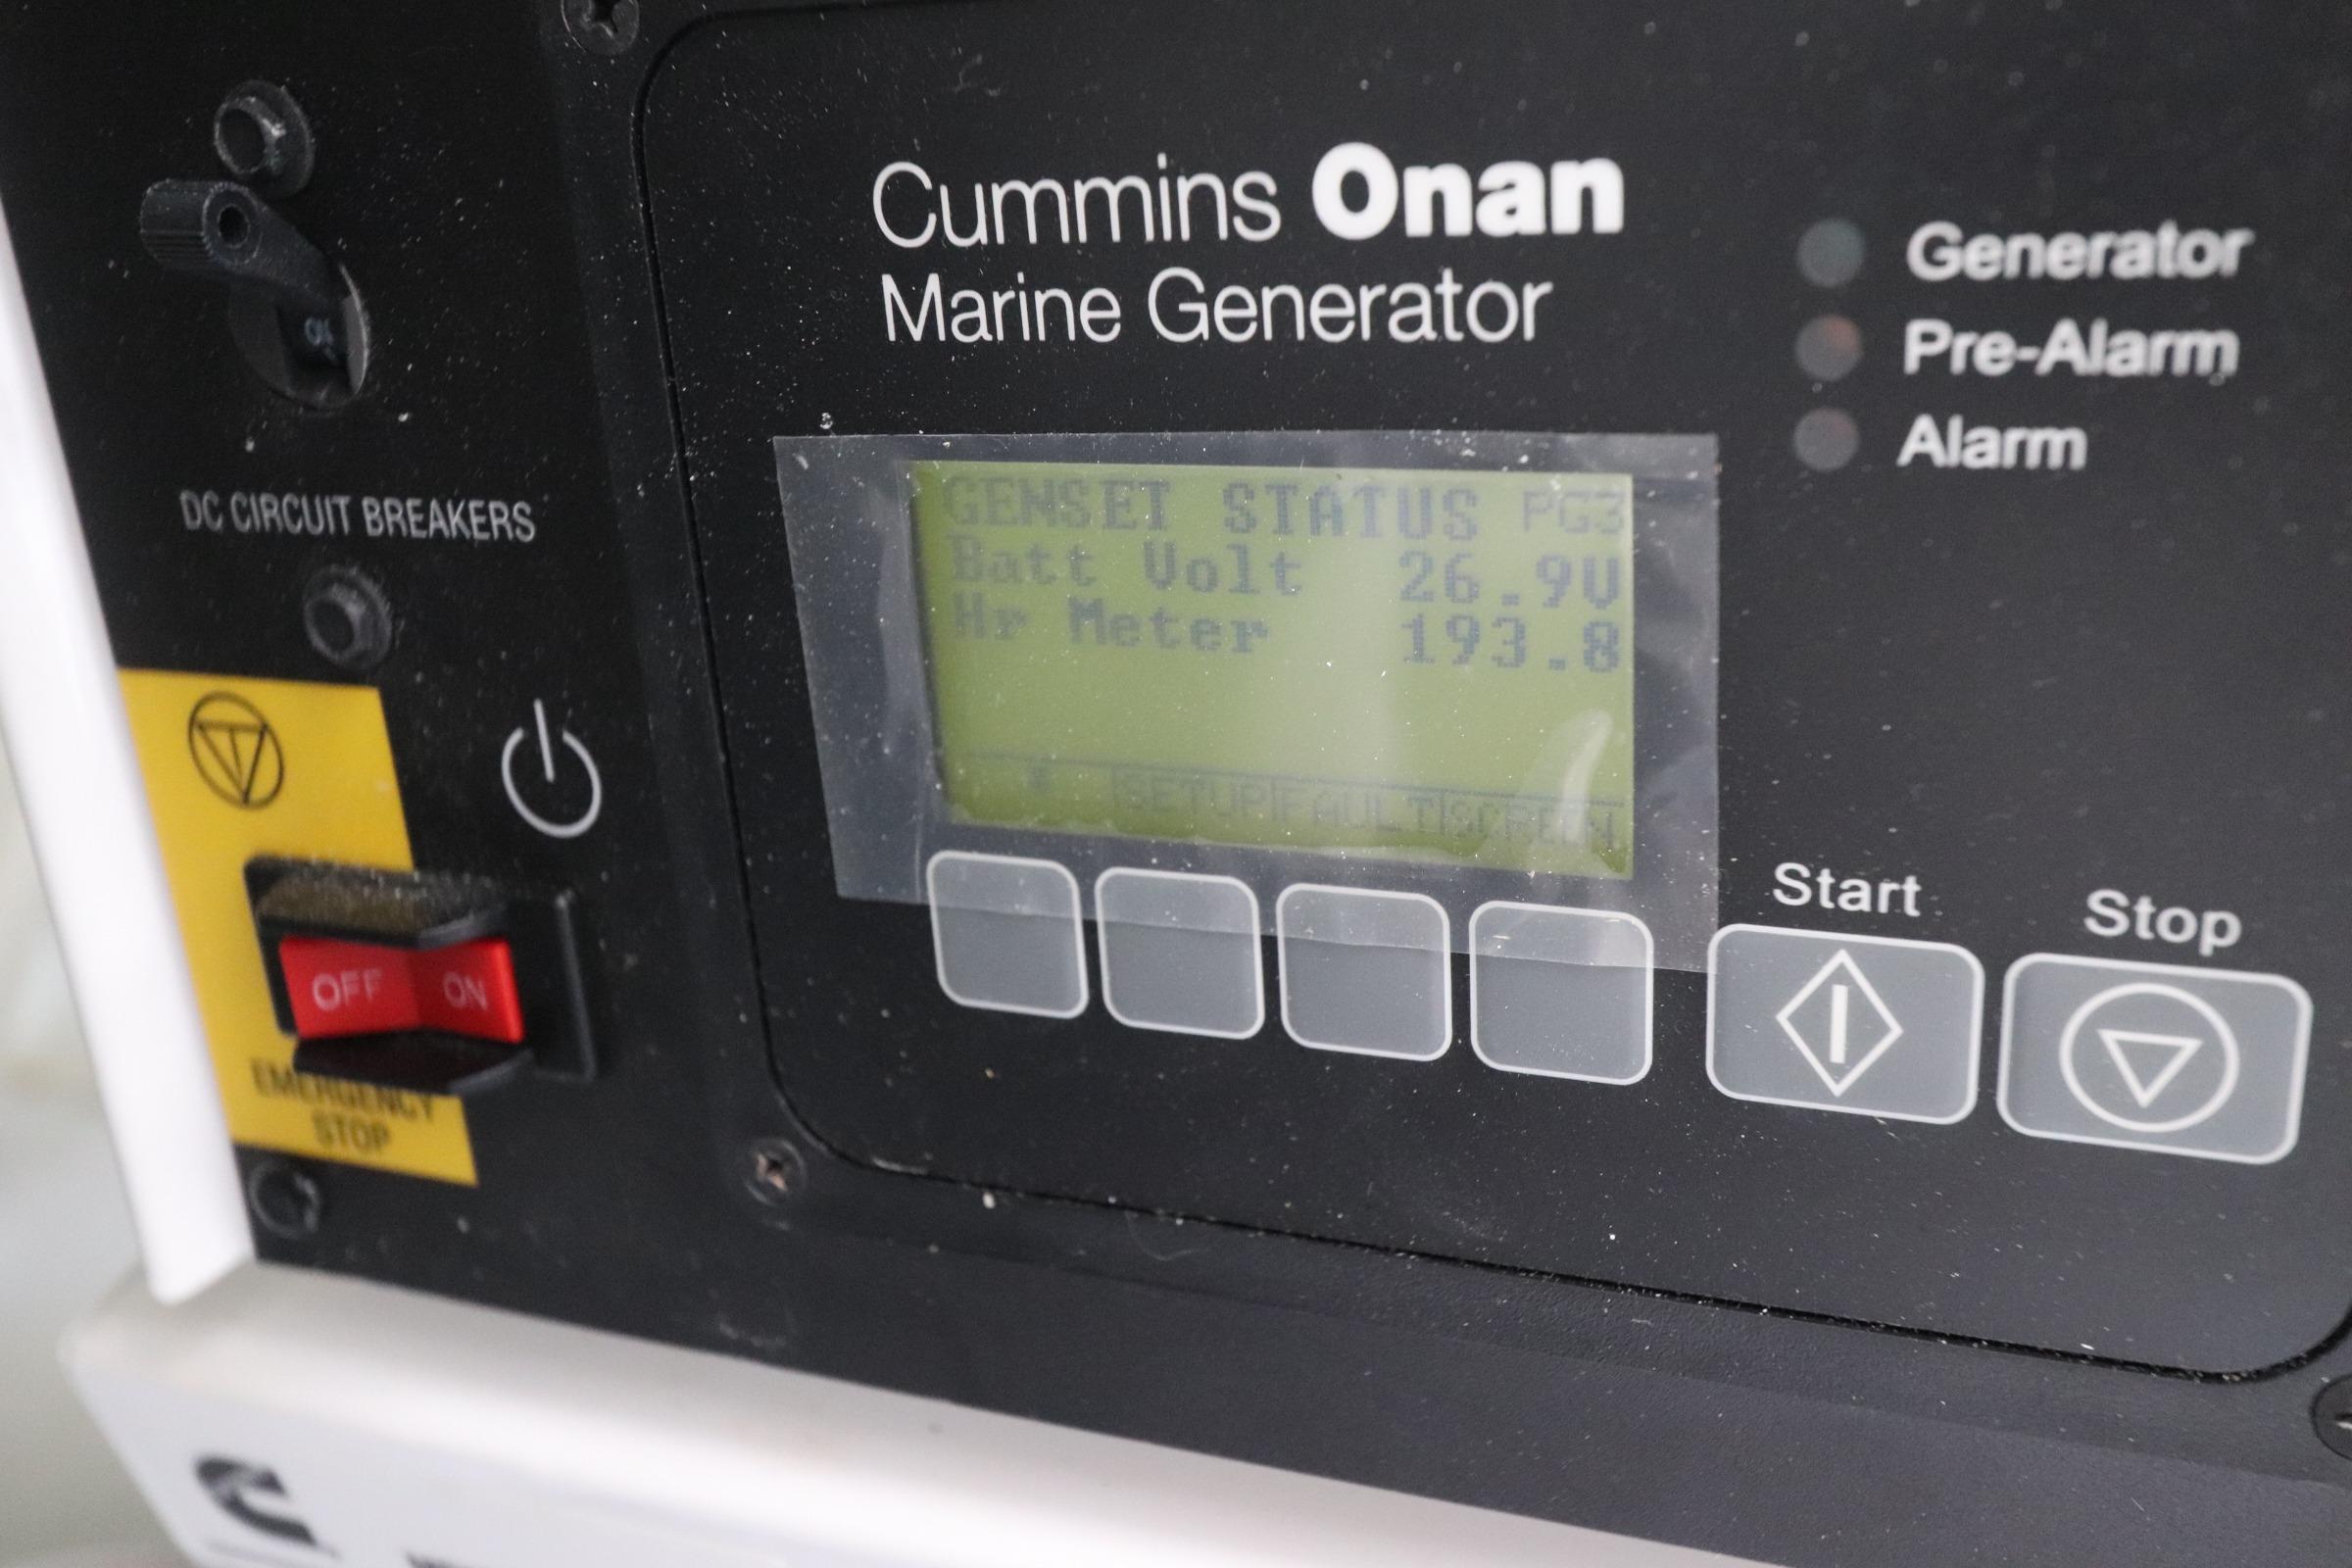 Cummins Onan
Marine Generator
Generator
Pre-Alarm
Alarm
DC CIRCUIT BREAKERS
GENSET STATUS PG3
Batt Volt 26.9V
Hr Meter 193.8
SETUP FAULT SCREEN
Start
Stop
OFF ON
EMERGENCY
STOP